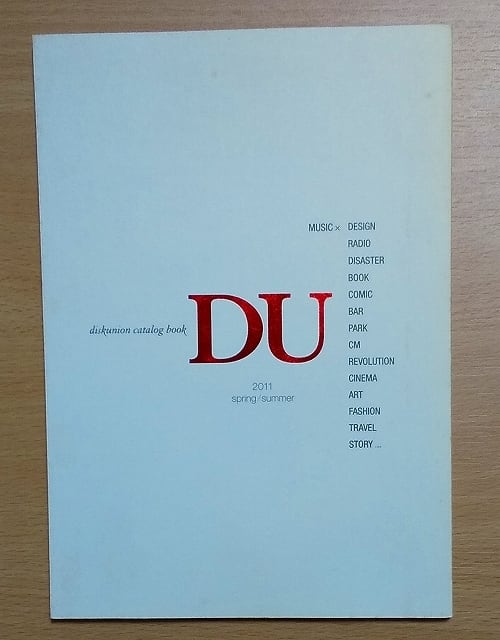 MUSIC × DESIGN
RADIO
DISASTER
BOOK
COMIC
BAR
PARK
CM
REVOLUTION
CINEMA
ART
FASHION
TRAVEL
STORY ...
diskunion catalog book DU
2011
spring/summer